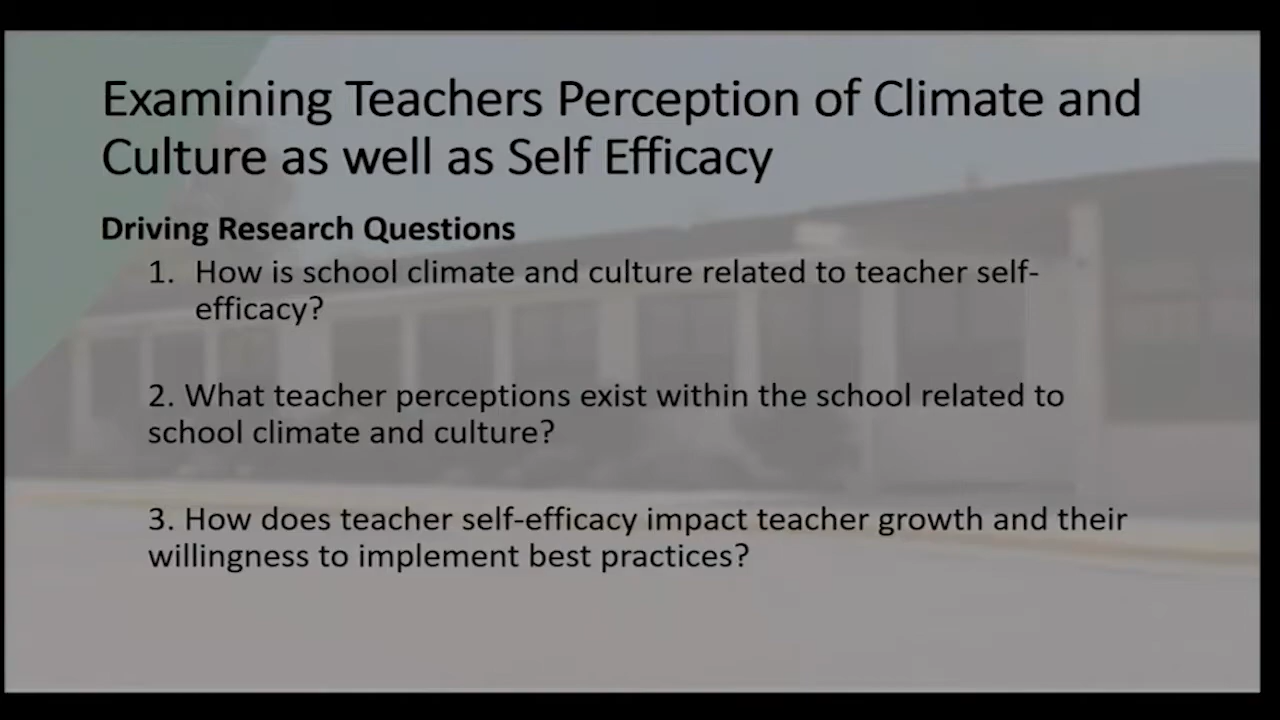 Examining Teachers Perception of Climate and
Culture as well as Self Efficacy
Driving Research Questions
1. How is school climate and culture related to teacher self-
efficacy?
2. What teacher perceptions exist within the school related to
school climate and culture?
3. How does teacher self-efficacy impact teacher growth and their
willingness to implement best practices?